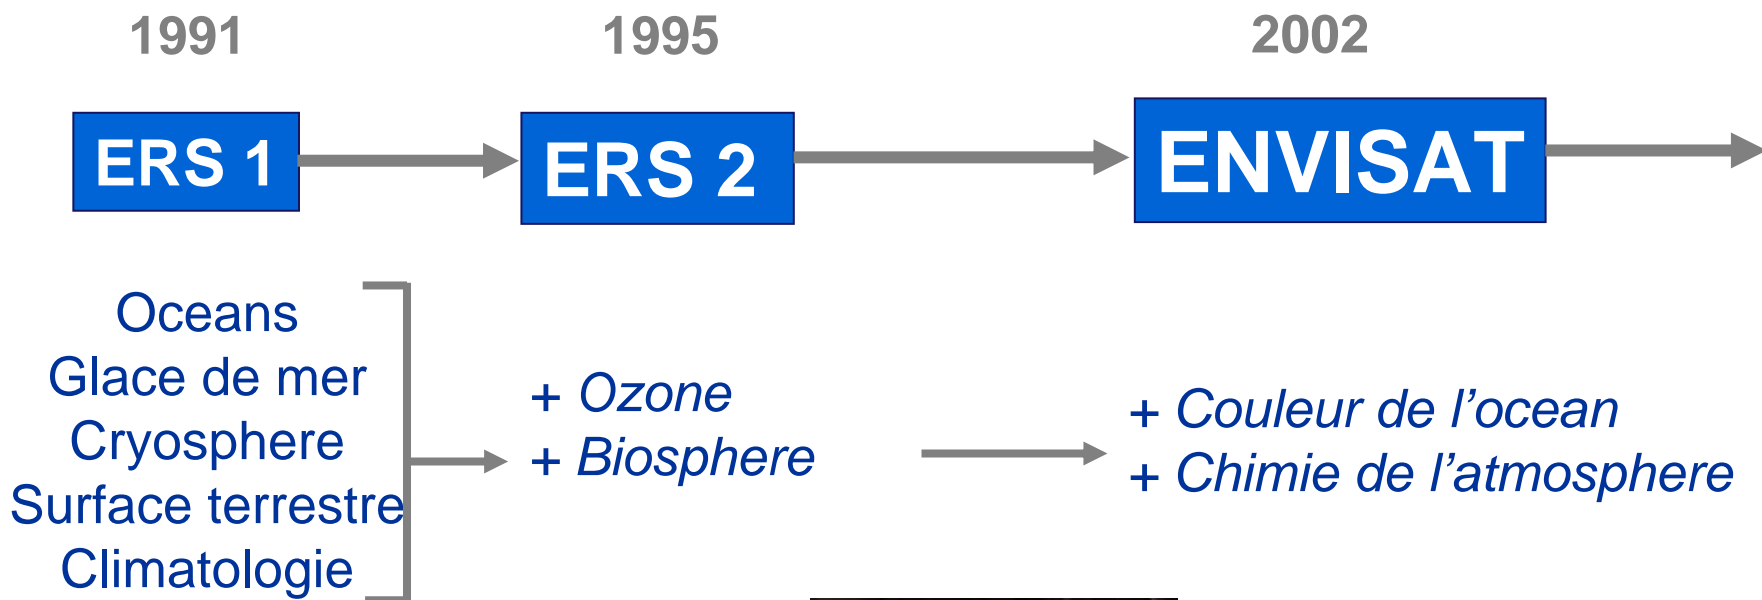 1991
1995
2002
ERS 1
ERS 2
ENVISAT
Oceans
Glace de mer
Cryosphere
Surface terrestre
Climatologie
+ Ozone
+ Biosphere
+ Couleur de l’ocean
+ Chimie de l’atmosphere